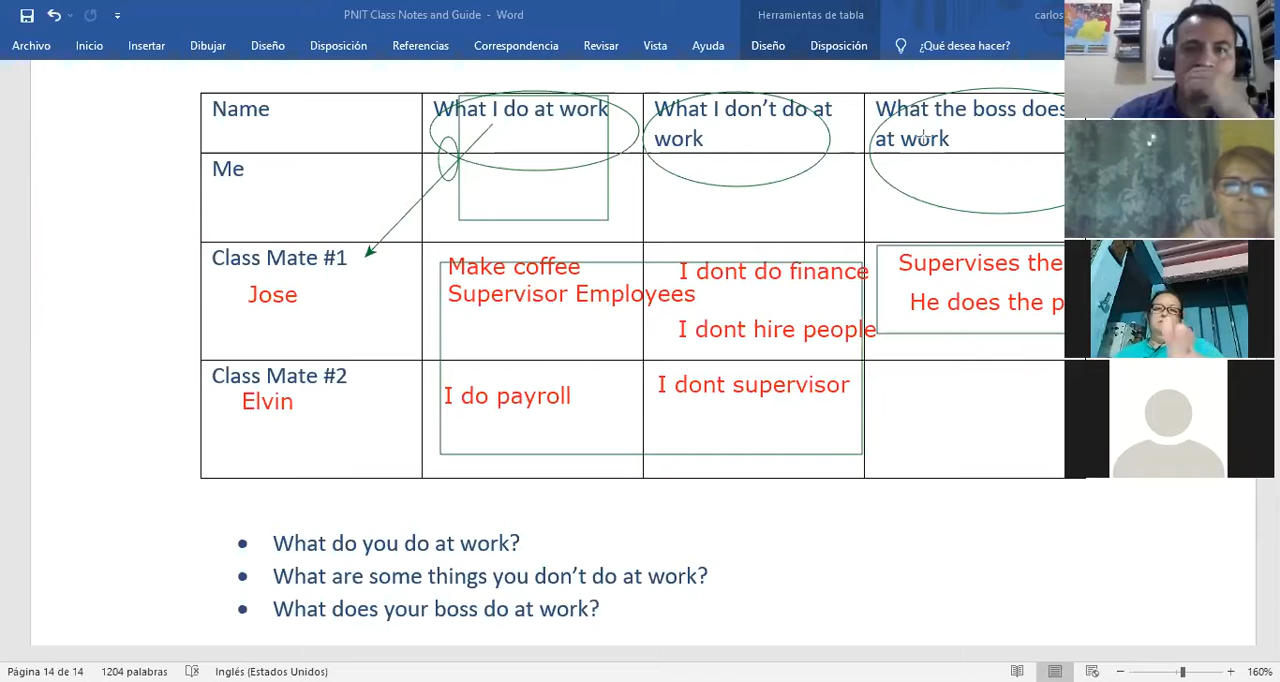 PNIT Class Notes and Guide - Word
Herramientas de tabla
carlos
Archivo Inicio Insertar Dibujar Diseño Disposición Referencias Correspondencia Revisar Vista Ayuda Diseño Disposición ¿Qué desea hacer?
Name
What I do at work
What I don't do at
work
What the boss does
at work
Me
Class Mate #1
Jose
Make coffee
Supervisor Employees
I dont do finance
I dont hire people
Supervises the
He does the p
Class Mate #2
Elvin
I do payroll
I dont supervisor
• What do you do at work?
• What are some things you don't do at work?
• What does your boss do at work?
Página 14 de 14 1204 palabras Inglés (Estados Unidos) 160%